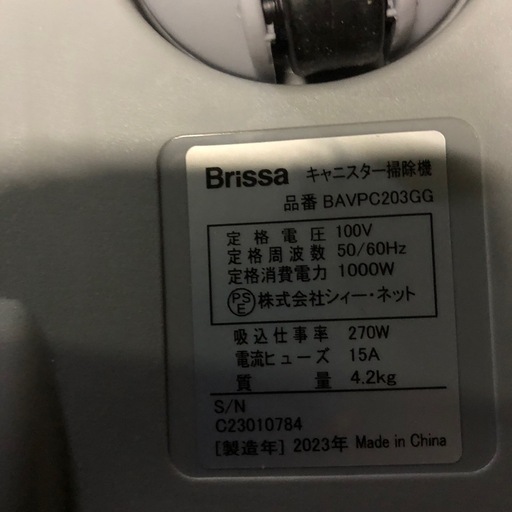 Brissa キャニスター掃除機
品番 BAVPC203GG
定格電圧 100V
定格周波数 50/60Hz
定格消費電力 1000W
PSE 株式会社シィー・ネット
吸込仕事率 270W
電流ヒューズ 15A
質量 4.2kg
S/N
C23010784
[製造年] 2023年 Made in China